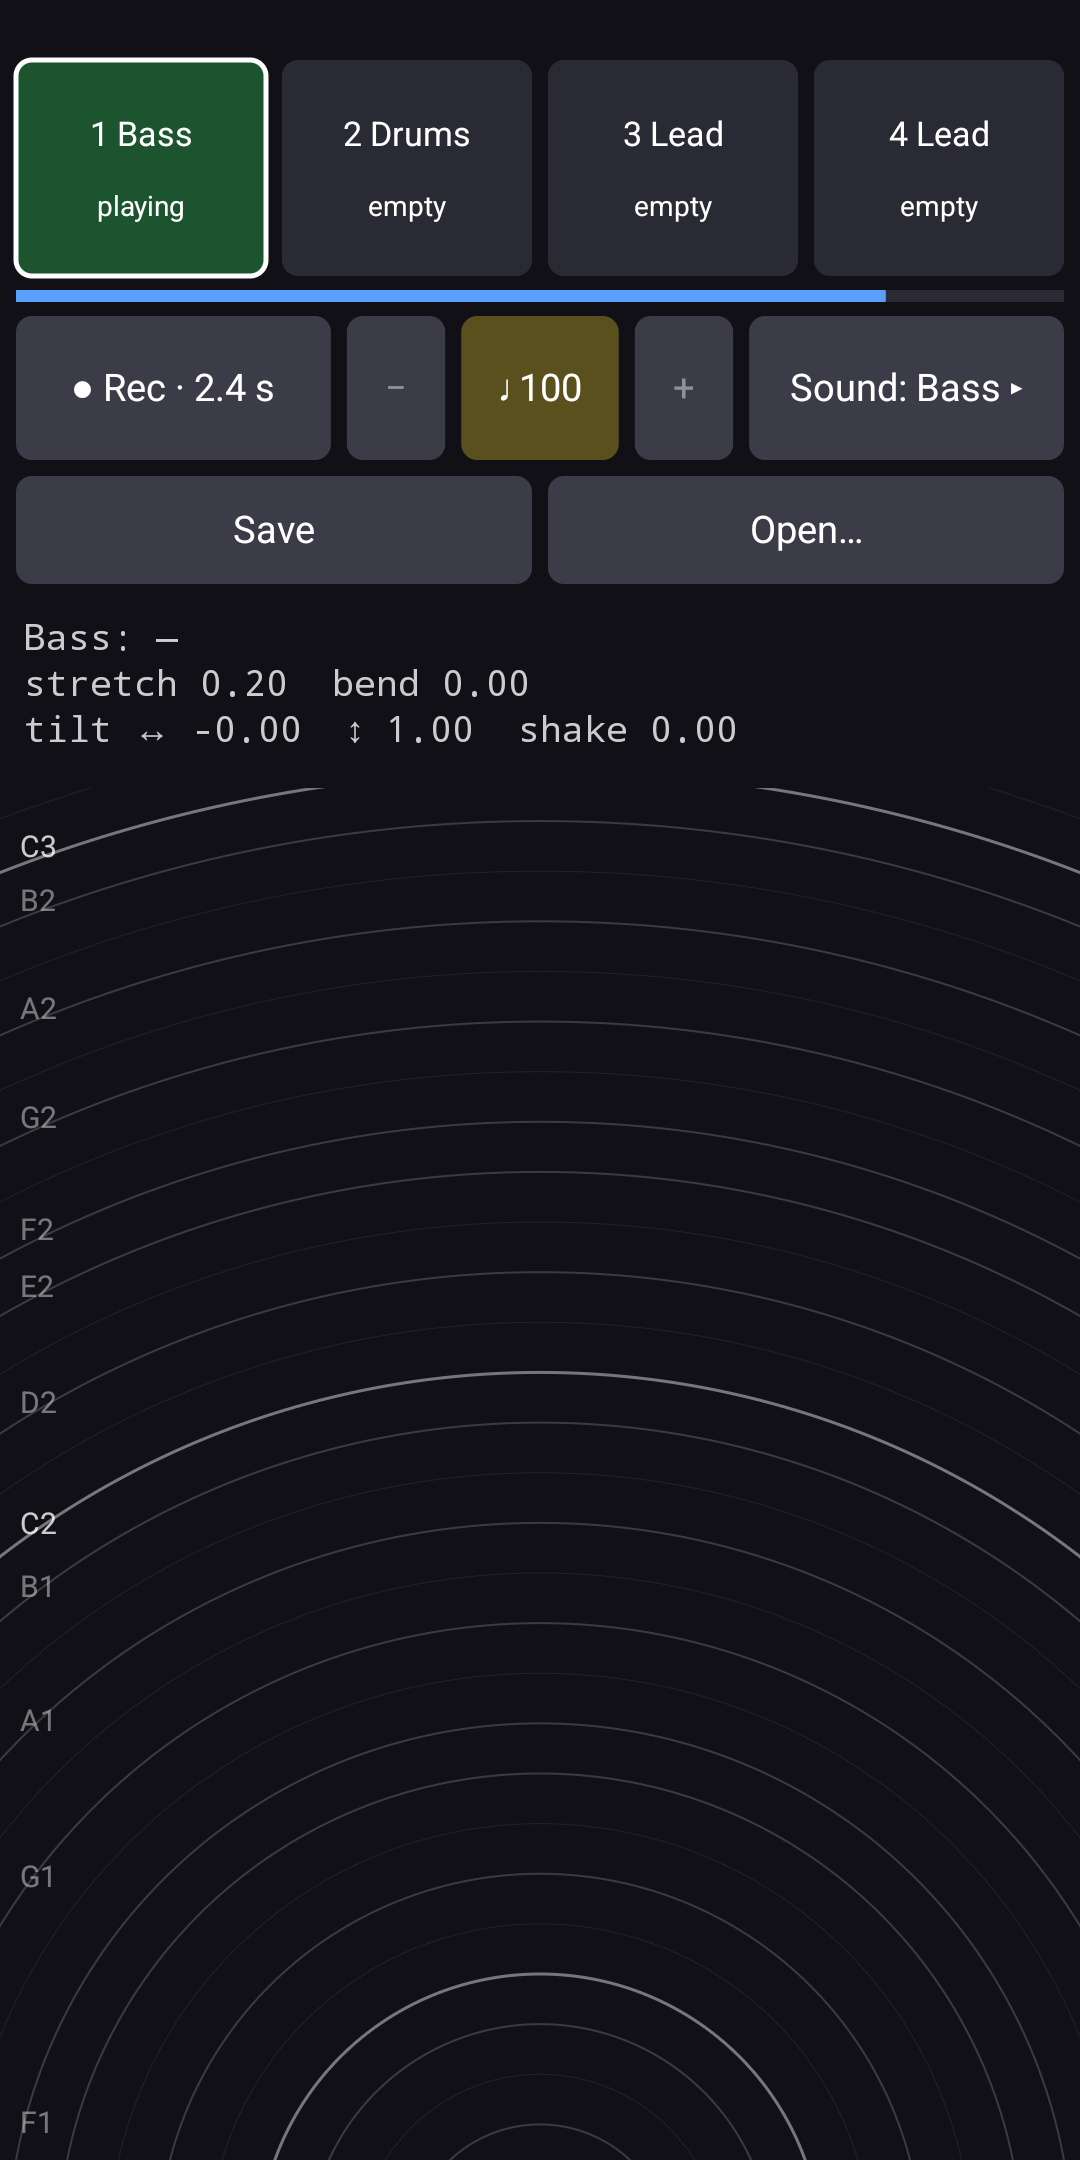 1 Bass
playing
2 Drums
empty
3 Lead
empty
4 Lead
empty
● Rec · 2.4 s
−
♩100
+
Sound: Bass ▸
Save
Open…
Bass: —
stretch 0.20  bend 0.00
tilt ↔ -0.00  ↕ 1.00  shake 0.00
C3
B2
A2
G2
F2
E2
D2
C2
B1
A1
G1
F1